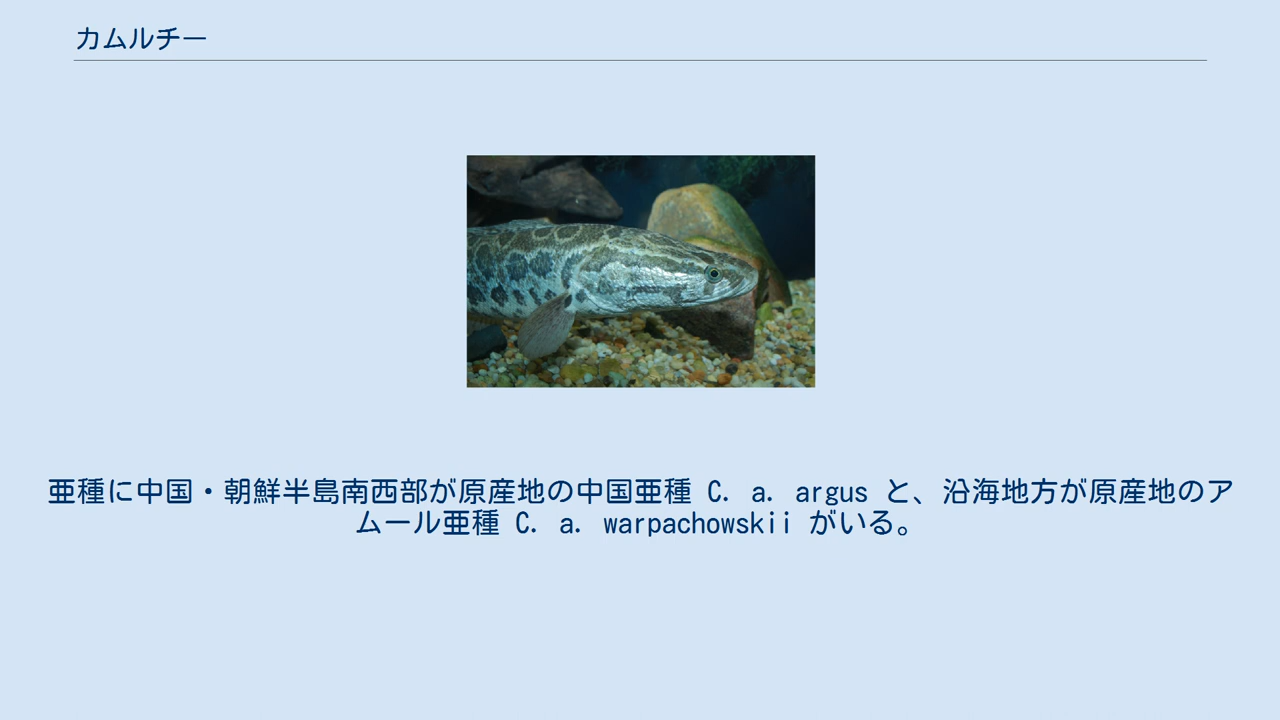 カムルチー
亜種に中国・朝鮮半島南西部が原産地の中国亜種 C. a. argus と、沿海地方が原産地のア
ムール亜種 C. a. warpachowskii がいる。